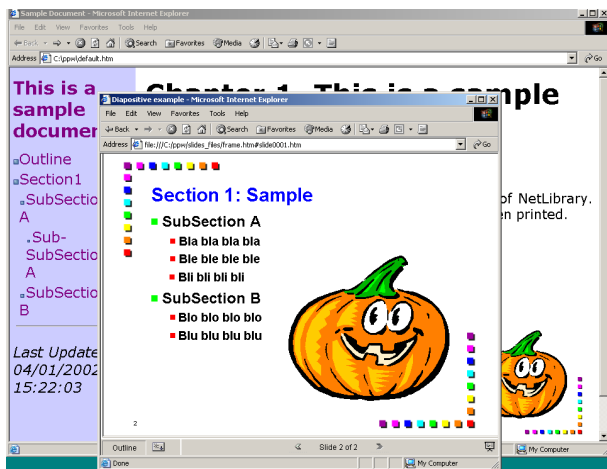 Sample Document - Microsoft Internet Explorer
File Edit View Favorites Tools Help
Back Search Favorites Media
Address C:\ppw\default.htm Go
This is a
sample
documen
Outline
Section1
SubSectio
A
Sub-
SubSectio
A
SubSectio
B
Last Update
04/01/2002
15:22:03
Chapter 1. This is a sample
of NetLibrary.
en printed.
My Computer
Diapositive example - Microsoft Internet Explorer
File Edit View Favorites Tools Help
Back Search Favorites Media
Address file:///C:/ppw/slides_files/frame.htm#slide0001.htm Go
Section 1: Sample
SubSection A
Bla bla bla bla
Ble ble ble ble
Bli bli bli bli
SubSection B
Blo blo blo blo
Blu blu blu blu
2
Outline Slide 2 of 2
Done My Computer